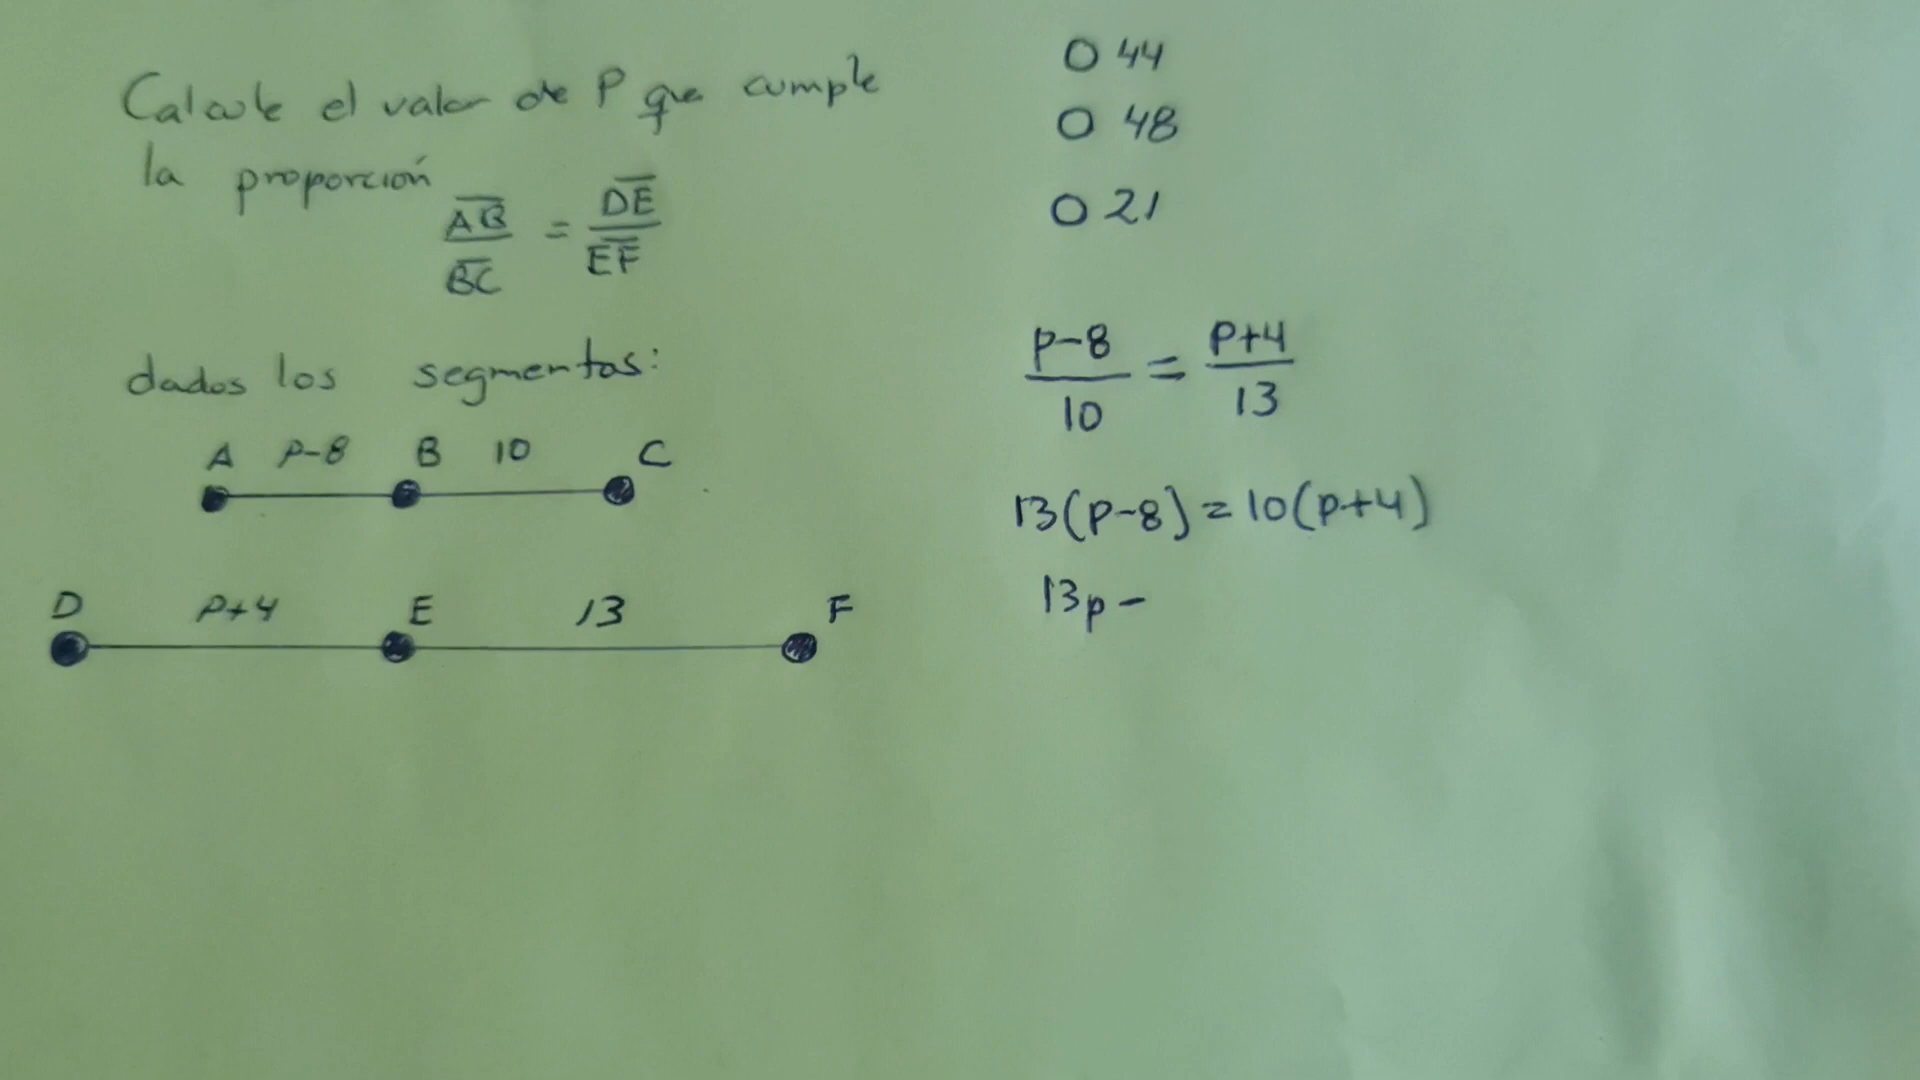 Calcule el valor de P que cumple
la proporción
AB/BC = DE/EF
dados los segmentos:
A P-8 B 10 C
D P+4 E 13 F
O 44
O 48
O 21
p-8/10 = P+4/13
13(p-8)=10(p+4)
13p-